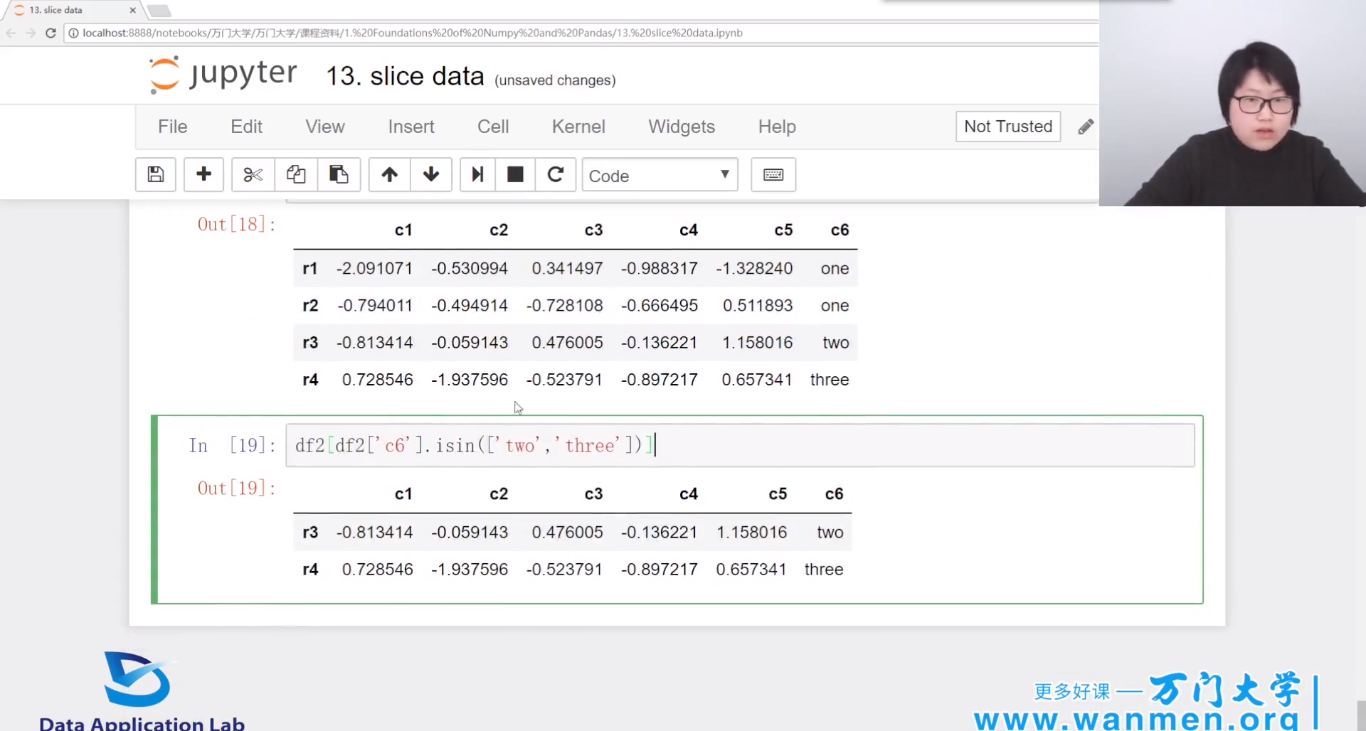 13. slice data
localhost:8888/notebooks/万门大学/万门大学/课程资料/1.%20Foundations%20of%20Numpy%20and%20Pandas/13.%20slice%20data.ipynb
jupyter 13. slice data (unsaved changes)
File Edit View Insert Cell Kernel Widgets Help Not Trusted
Code
Out[18]:
c1 c2 c3 c4 c5 c6
r1 -2.091071 -0.530994 0.341497 -0.988317 -1.328240 one
r2 -0.794011 -0.494914 -0.728108 -0.666495 0.511893 one
r3 -0.813414 -0.059143 0.476005 -0.136221 1.158016 two
r4 0.728546 -1.937596 -0.523791 -0.897217 0.657341 three
In [19]: df2[df2['c6'].isin(['two','three'])]
Out[19]:
c1 c2 c3 c4 c5 c6
r3 -0.813414 -0.059143 0.476005 -0.136221 1.158016 two
r4 0.728546 -1.937596 -0.523791 -0.897217 0.657341 three
更多好课 — 万门大学
Data Application Lab
www.wanmen.org